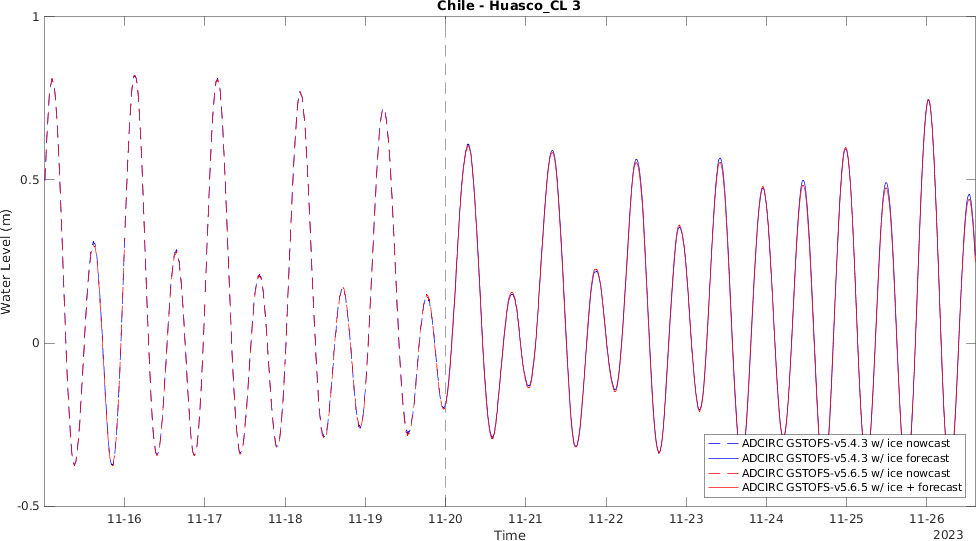 Chile - Huasco_CL 3
1
0.5
0
-0.5
Water Level (m)
ADCIRC GSTOFS-v5.4.3 w/ ice nowcast
ADCIRC GSTOFS-v5.4.3 w/ ice forecast
ADCIRC GSTOFS-v5.6.5 w/ ice nowcast
ADCIRC GSTOFS-v5.6.5 w/ ice + forecast
11-16 11-17 11-18 11-19 11-20 11-21 11-22 11-23 11-24 11-25 11-26
Time
2023